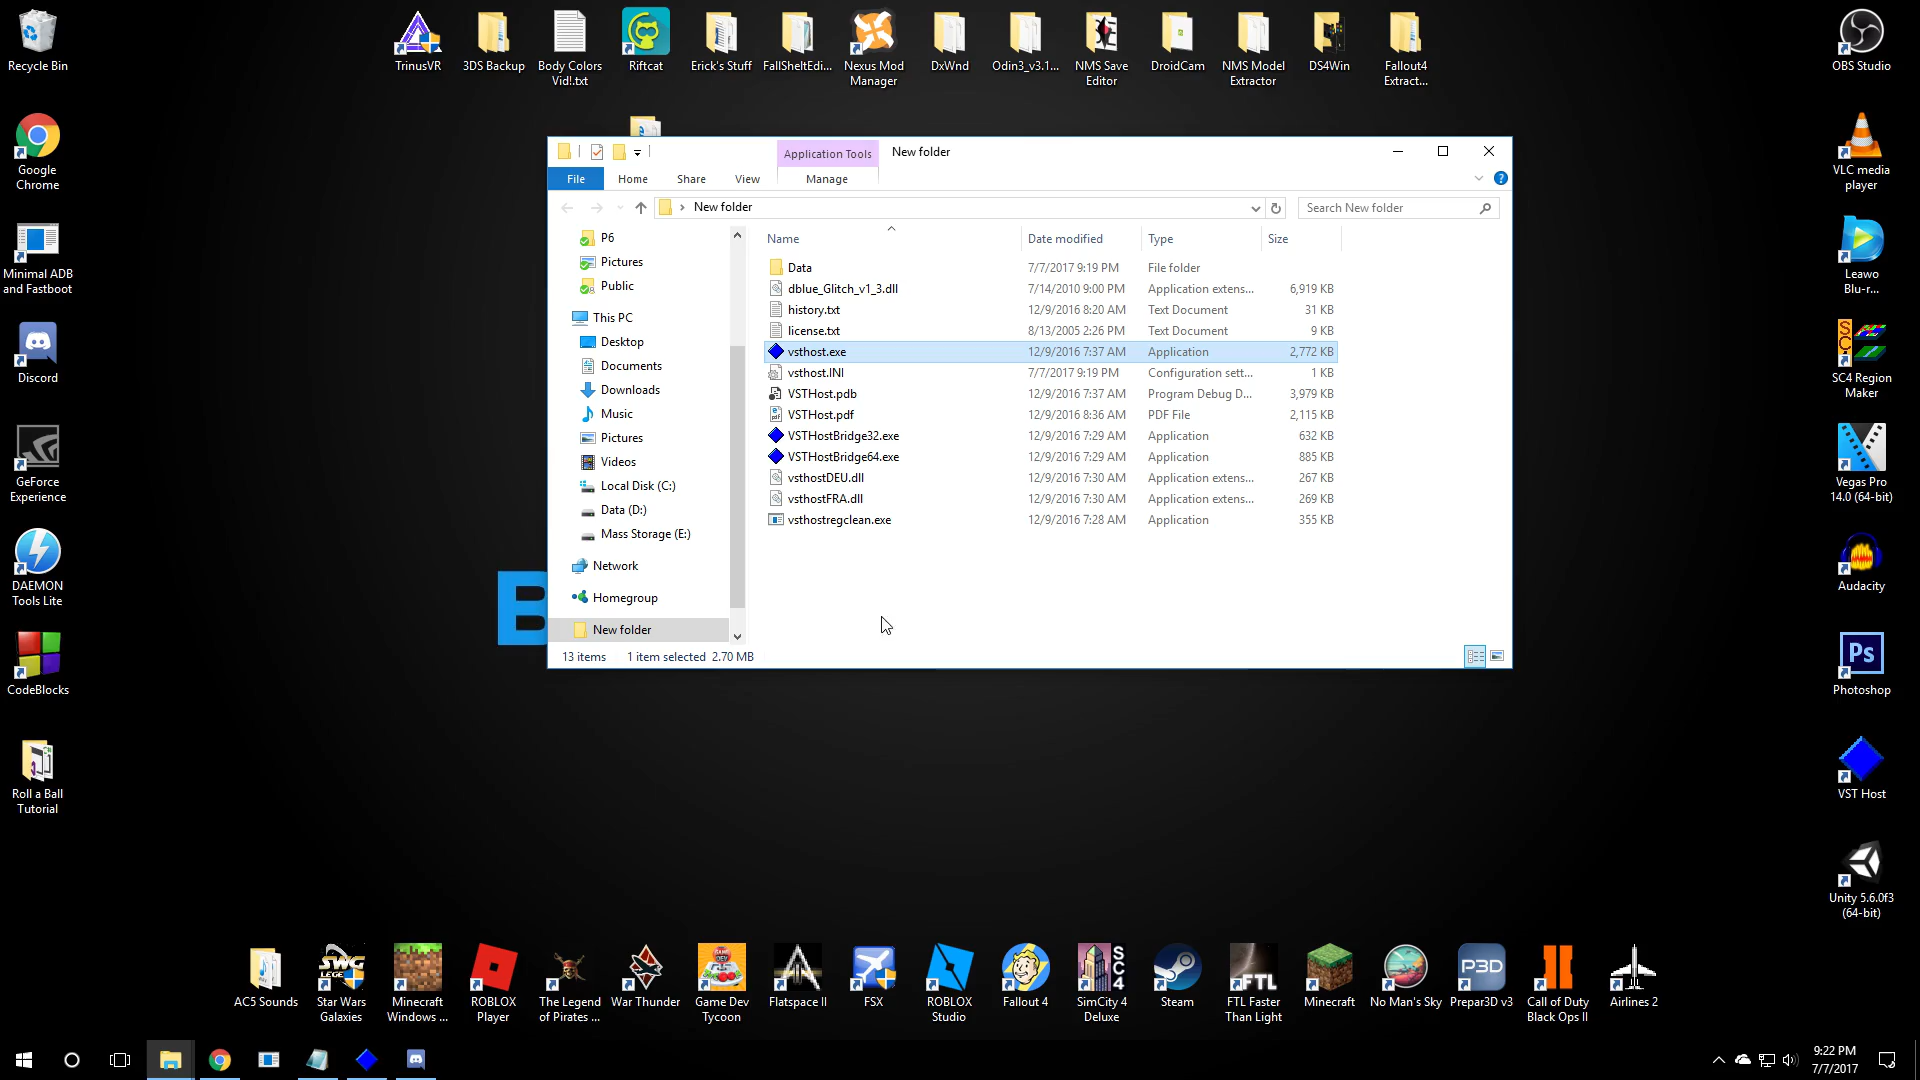 Recycle Bin
TrinusVR
3DS Backup
Body Colors
Vid!.txt
Riftcat
Erick's Stuff
FallSheltEdi...
Nexus Mod
Manager
DxWnd
Odin3_v3.1...
NMS Save
Editor
DroidCam
NMS Model
Extractor
DS4Win
Fallout4
Extract...
OBS Studio
Google
Chrome
Minimal ADB
and Fastboot
Discord
GeForce
Experience
DAEMON
Tools Lite
CodeBlocks
Roll a Ball
Tutorial
Application Tools
New folder
File
Home
Share
View
Manage
New folder
Search New folder
P6
Pictures
Public
This PC
Desktop
Documents
Downloads
Music
Pictures
Videos
Local Disk (C:)
Data (D:)
Mass Storage (E:)
Network
Homegroup
New folder
Name Date modified Type Size
Data 7/7/2017 9:19 PM File folder
dblue_Glitch_v1_3.dll 7/14/2010 9:00 PM Application extens... 6,919 KB
history.txt 12/9/2016 8:20 AM Text Document 31 KB
license.txt 8/13/2005 2:26 PM Text Document 9 KB
vsthost.exe 12/9/2016 7:37 AM Application 2,772 KB
vsthost.INI 7/7/2017 9:19 PM Configuration sett... 1 KB
VSTHost.pdb 12/9/2016 7:37 AM Program Debug D... 3,979 KB
VSTHost.pdf 12/9/2016 8:36 AM PDF File 2,115 KB
VSTHostBridge32.exe 12/9/2016 7:29 AM Application 632 KB
VSTHostBridge64.exe 12/9/2016 7:29 AM Application 885 KB
vsthostDEU.dll 12/9/2016 7:30 AM Application extens... 267 KB
vsthostFRA.dll 12/9/2016 7:30 AM Application extens... 269 KB
vsthostregclean.exe 12/9/2016 7:28 AM Application 355 KB
13 items 1 item selected 2.70 MB
B
VLC media
player
Leawo
Blu-r...
SC4
SC4 Region
Maker
Vegas Pro
14.0 (64-bit)
Audacity
Ps
Photoshop
VST Host
Unity 5.6.0f3
(64-bit)
AC5 Sounds
SWG
Star Wars
Galaxies
Minecraft
Windows ...
ROBLOX
Player
The Legend
of Pirates ...
War Thunder
Game Dev
Tycoon
Flatspace II
FSX
ROBLOX
Studio
Fallout 4
SC4
SimCity 4
Deluxe
Steam
FTL
FTL Faster
Than Light
Minecraft
No Man's Sky
P3D
Prepar3D v3
Call of Duty
Black Ops II
Airlines 2
9:22 PM
7/7/2017